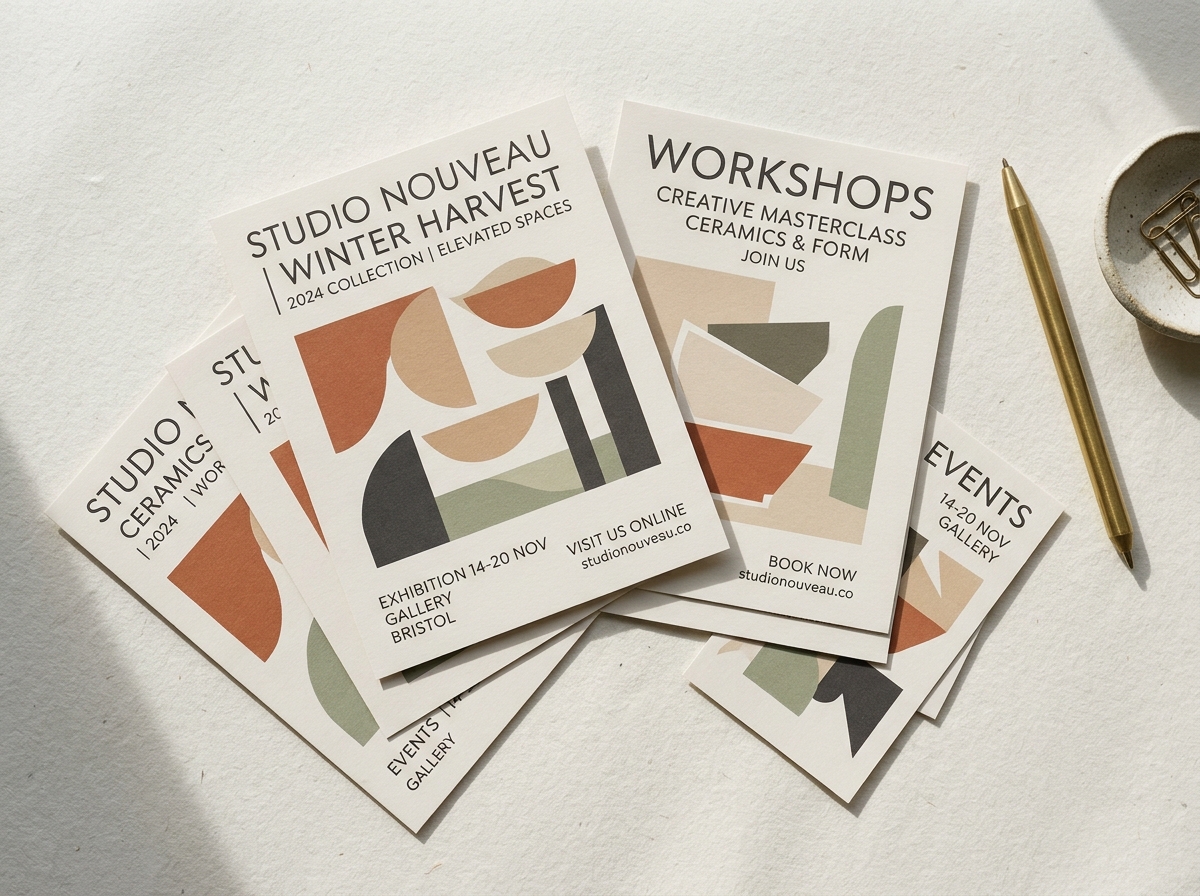 STUDIO NOUVEAU
| WINTER HARVEST
| 2024 COLLECTION | ELEVATED SPACES
EXHIBITION 14-20 NOV
GALLERY
BRISTOL
VISIT US ONLINE
studionouveau.co
WORKSHOPS
CREATIVE MASTERCLASS
CERAMICS & FORM
JOIN US
BOOK NOW
studionouveau.co
STUDIO
CERAMICS
| 2024 |
EVENTS |
GALLERY
EVENTS
14-20 NOV
GALLERY